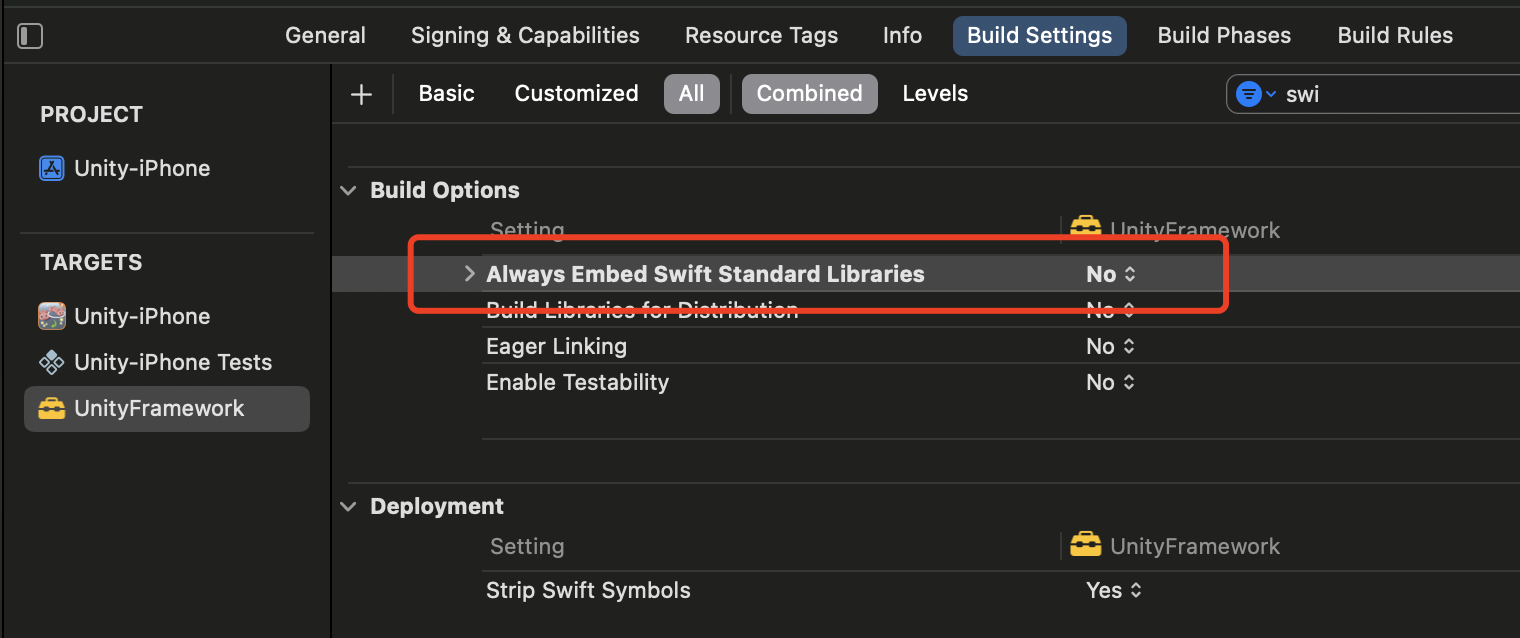 General Signing & Capabilities Resource Tags Info Build Settings Build Phases Build Rules
Basic Customized All Combined Levels swi
PROJECT
Unity-iPhone
TARGETS
Unity-iPhone
Unity-iPhone Tests
UnityFramework
Build Options
Setting UnityFramework
Always Embed Swift Standard Libraries No
Build Libraries for Distribution No
Eager Linking No
Enable Testability No
Deployment
Setting UnityFramework
Strip Swift Symbols Yes